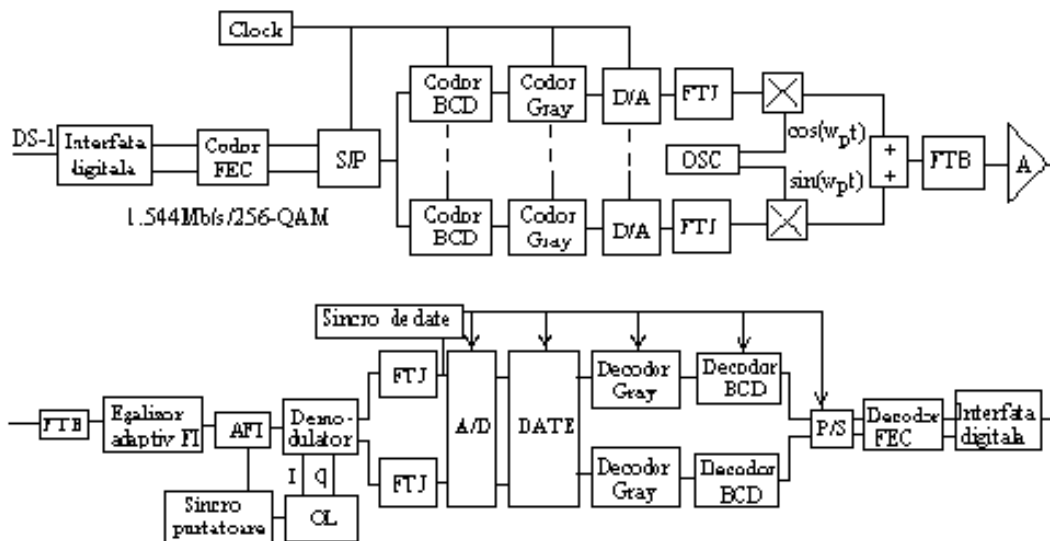 Clock
Codor
BCD
Codor
Gray
D/A
FTJ
DS-1
Interfata
digitala
Codor
FEC
S/P
cos(wpt)
OSC
sin(wpt)
+
+
FTB
A
1.544Mb/s/256-QAM
Codor
BCD
Codor
Gray
D/A
FTJ
Sincro de date
FTJ
Decodor
Gray
Decodor
BCD
FTB
Egalisor
adaptiv FI
AFI
Demo-
dulator
A/D
DATE
P/S
Decodor
FEC
Interfata
digitala
I
Q
FTJ
Decodor
Gray
Decodor
BCD
Sincro
purtatoare
OL